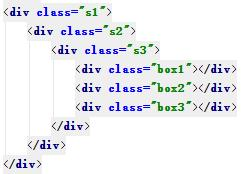 <div class="s1">
    <div class="s2">
        <div class="s3">
            <div class="box1"></div>
            <div class="box2"></div>
            <div class="box3"></div>
        </div>
    </div>
</div>